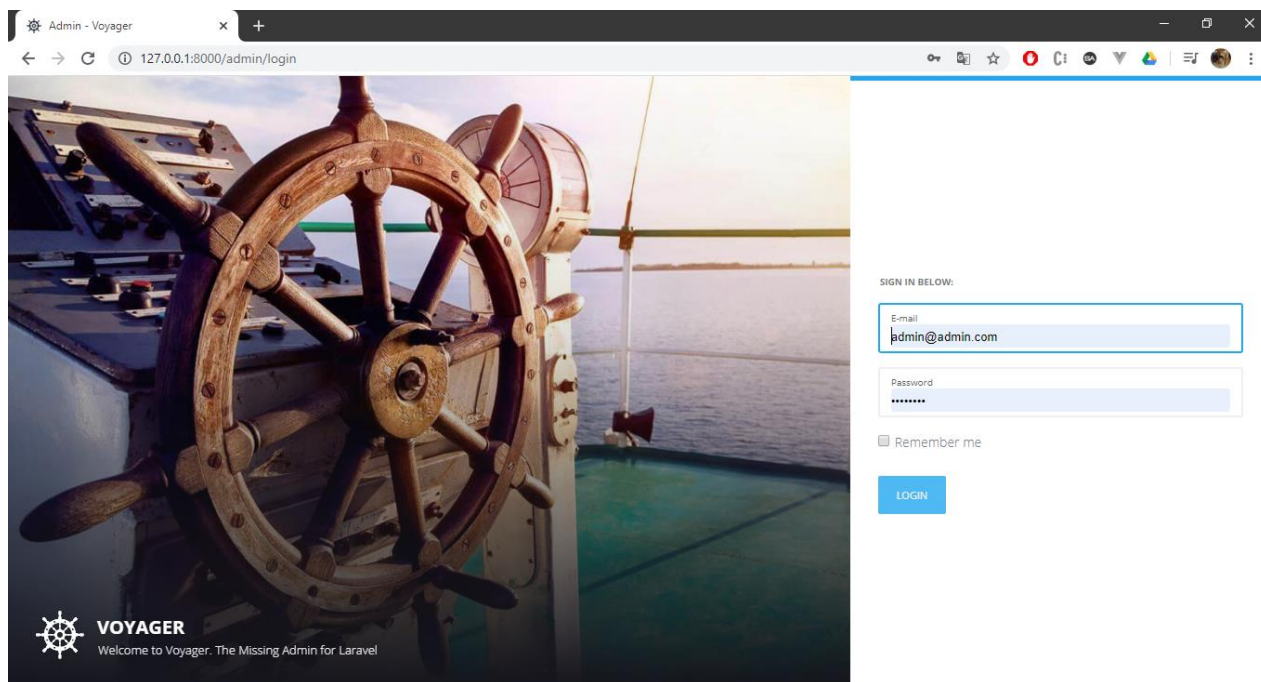 Admin - Voyager
127.0.0.1:8000/admin/login
SIGN IN BELOW:
E-mail
admin@admin.com
Password
••••••••
Remember me
LOGIN
VOYAGER
Welcome to Voyager. The Missing Admin for Laravel